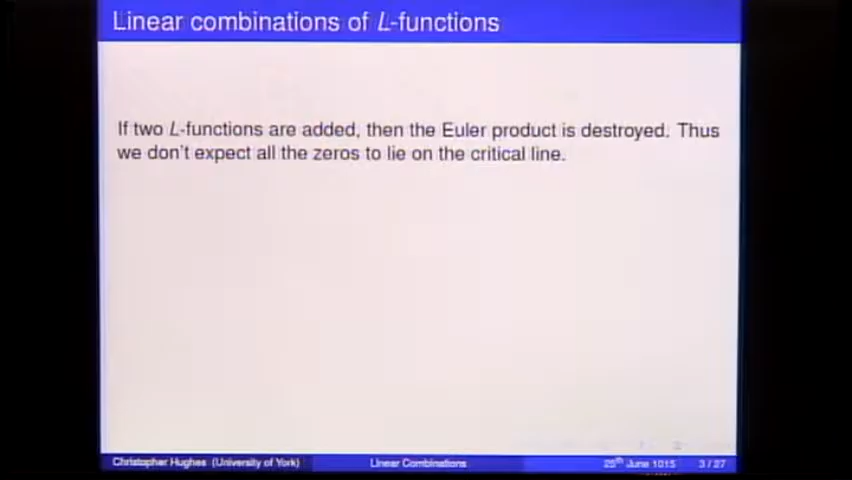 Linear combinations of L-functions
If two L-functions are added, then the Euler product is destroyed. Thus
we don't expect all the zeros to lie on the critical line.
Christopher Hughes (University of York)
Linear Combinations
25th June 1015
3 / 27